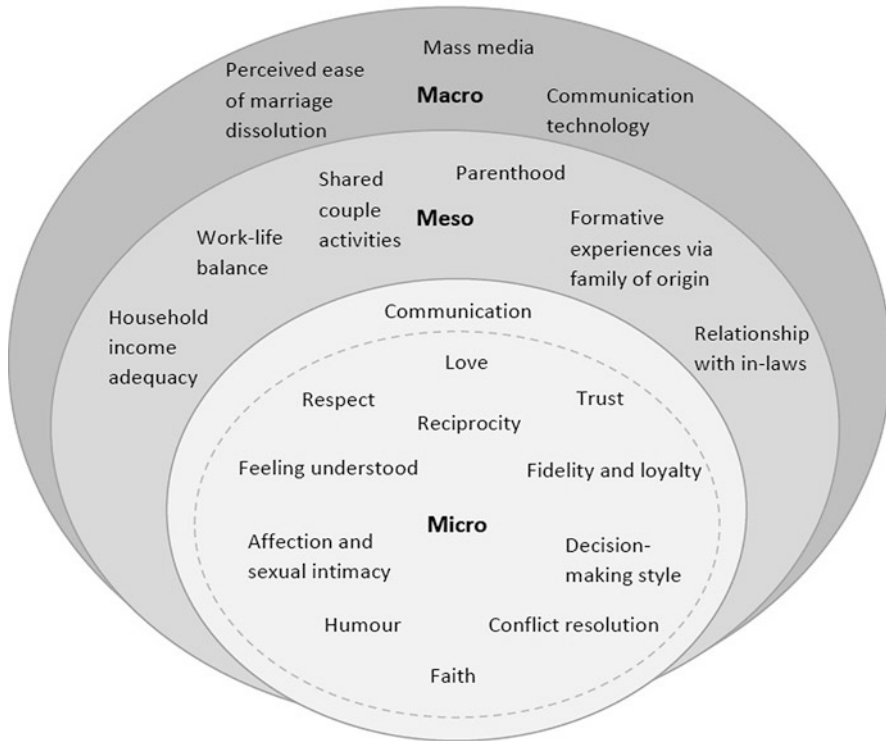 Mass media
Perceived ease
of marriage
dissolution
Macro
Communication
technology
Parenthood
Shared
couple
activities
Meso
Work-life
balance
Formative
experiences via
family of origin
Household
income
adequacy
Relationship
with in-laws
Communication
Love
Respect
Trust
Reciprocity
Feeling understood
Fidelity and loyalty
Micro
Affection and
sexual intimacy
Decision-
making style
Humour
Conflict resolution
Faith